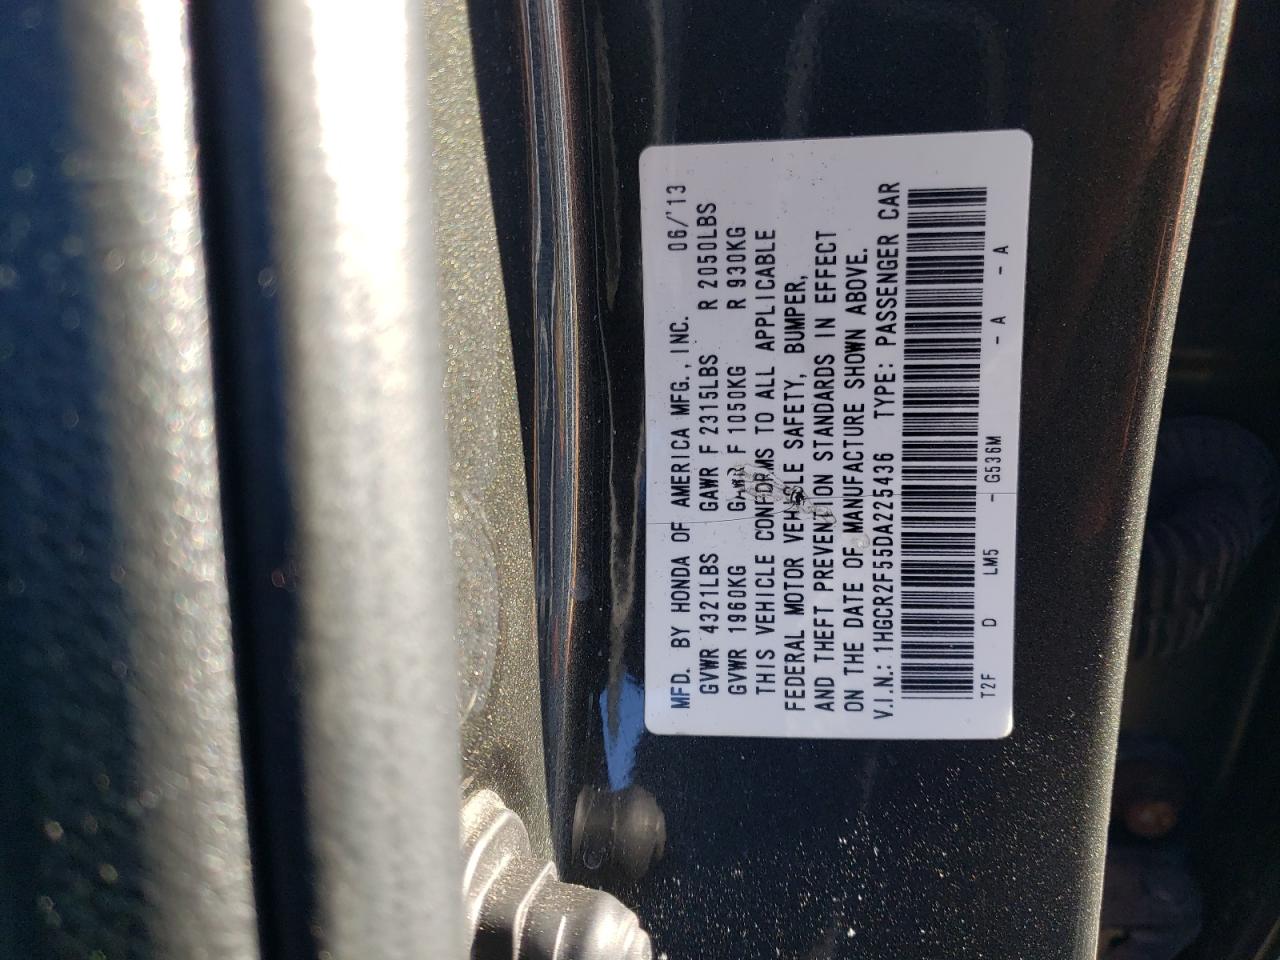 MFD. BY HONDA OF AMERICA MFG., INC. 06/'13
GVWR 4321LBS GAWR F 2315LBS R 2050LBS
GVWR 1960KG GAWR F 1050KG R 930KG
THIS VEHICLE CONFORMS TO ALL APPLICABLE
FEDERAL MOTOR VEHICLE SAFETY, BUMPER,
AND THEFT PREVENTION STANDARDS IN EFFECT
ON THE DATE OF MANUFACTURE SHOWN ABOVE.
V.I.N.: 1HGCR2F55DA225436 TYPE: PASSENGER CAR
T2F D LM5 - G536M - A - A